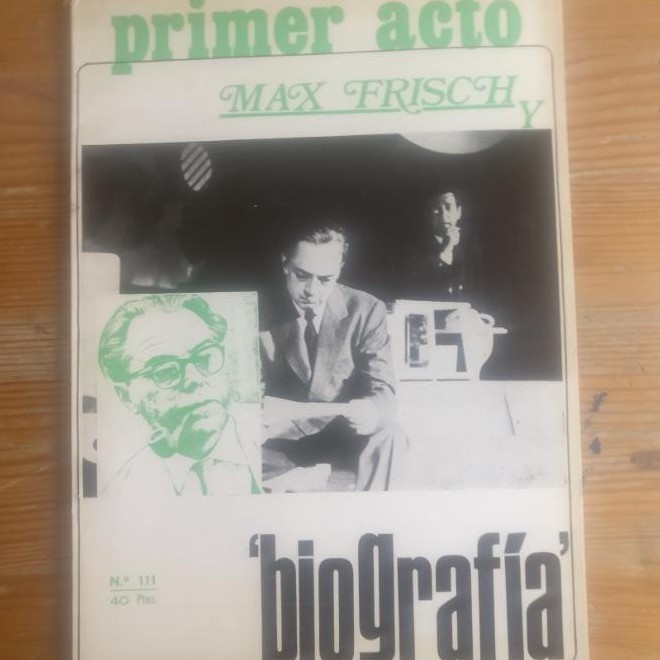 primer acto
MAX FRISCH
Y
N.º 111
40 Ptas.
'biografía'